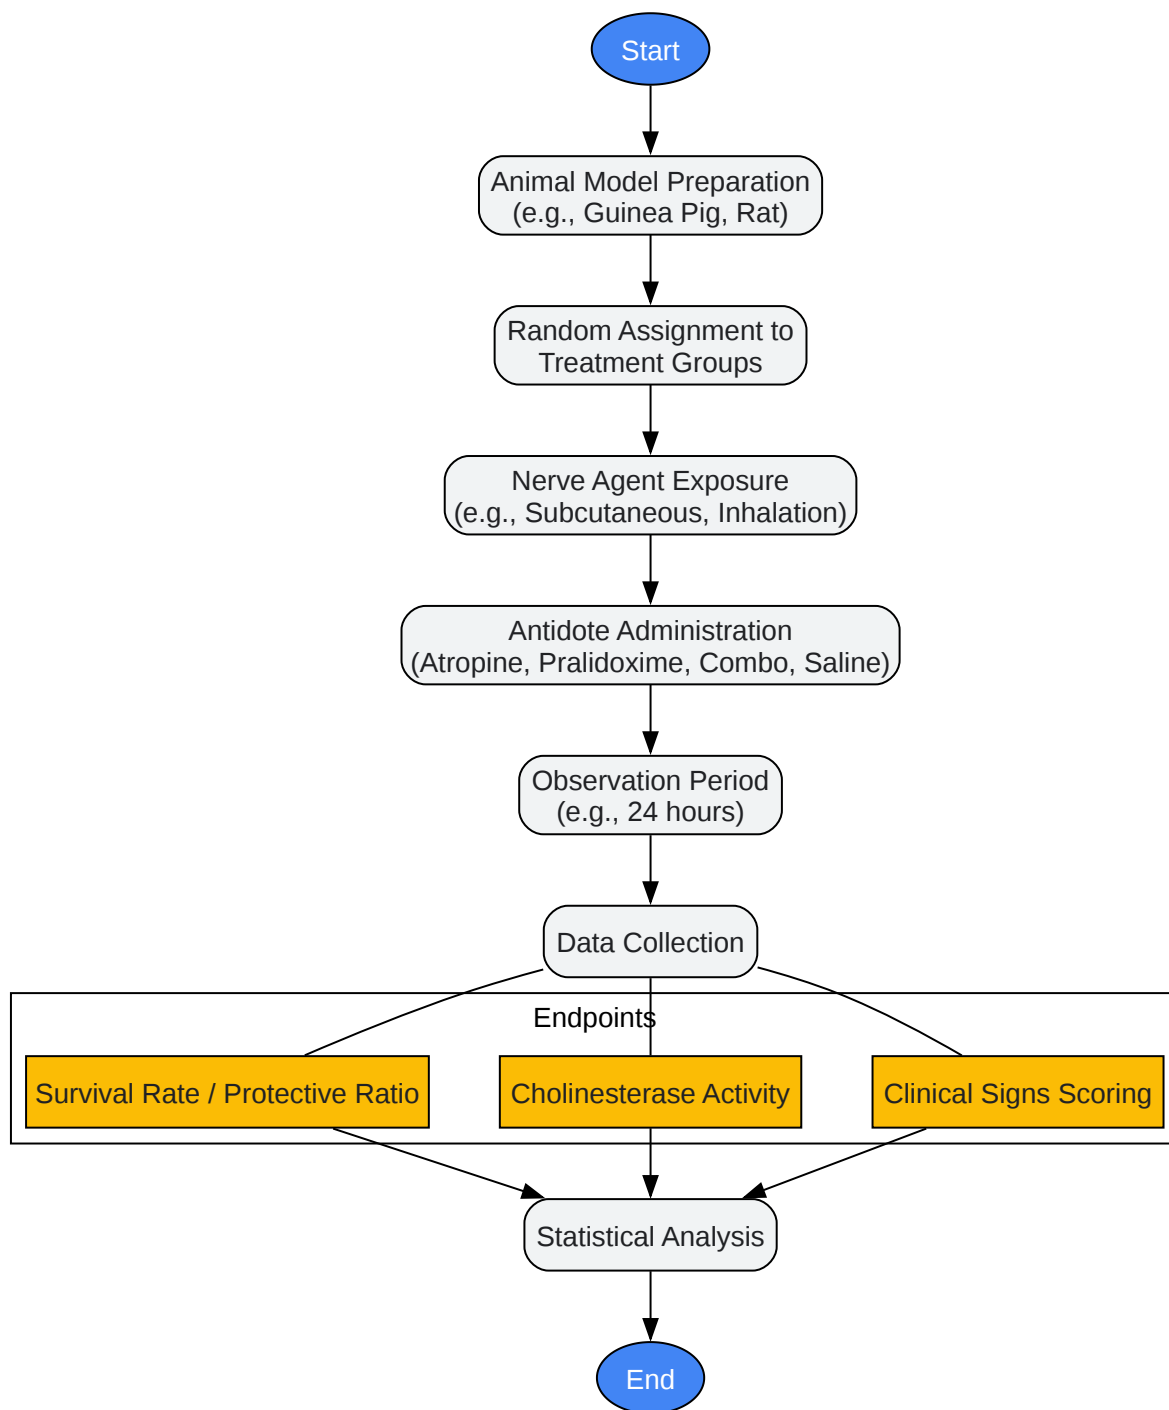 Start
Animal Model Preparation
(e.g., Guinea Pig, Rat)
Random Assignment to
Treatment Groups
Nerve Agent Exposure
(e.g., Subcutaneous, Inhalation)
Antidote Administration
(Atropine, Pralidoxime, Combo, Saline)
Observation Period
(e.g., 24 hours)
Data Collection
Endpoints
Survival Rate / Protective Ratio
Cholinesterase Activity
Clinical Signs Scoring
Statistical Analysis
End